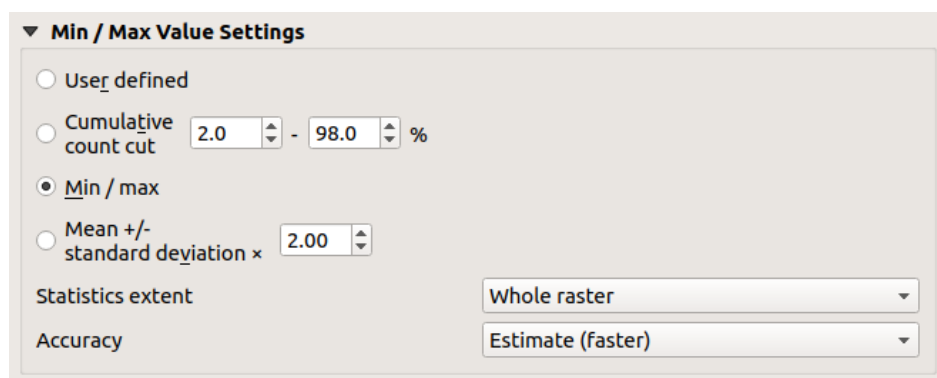 Min / Max Value Settings
User defined
Cumulative
count cut 2.0 - 98.0 %
Min / max
Mean +/-
standard deviation × 2.00
Statistics extent Whole raster
Accuracy Estimate (faster)